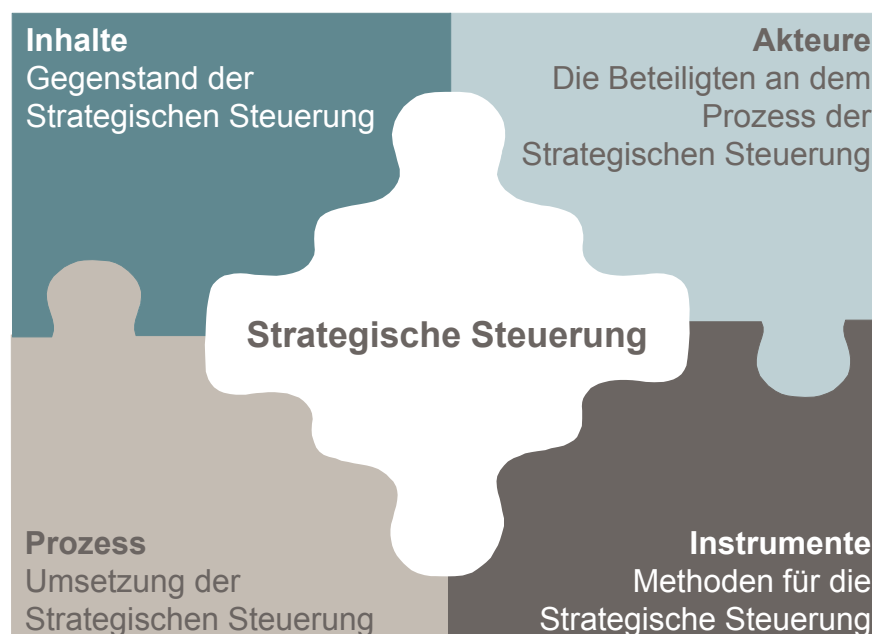 Inhalte
Gegenstand der
Strategischen Steuerung
Akteure
Die Beteiligten an dem
Prozess der
Strategischen Steuerung
Strategische Steuerung
Prozess
Umsetzung der
Strategischen Steuerung
Instrumente
Methoden für die
Strategische Steuerung